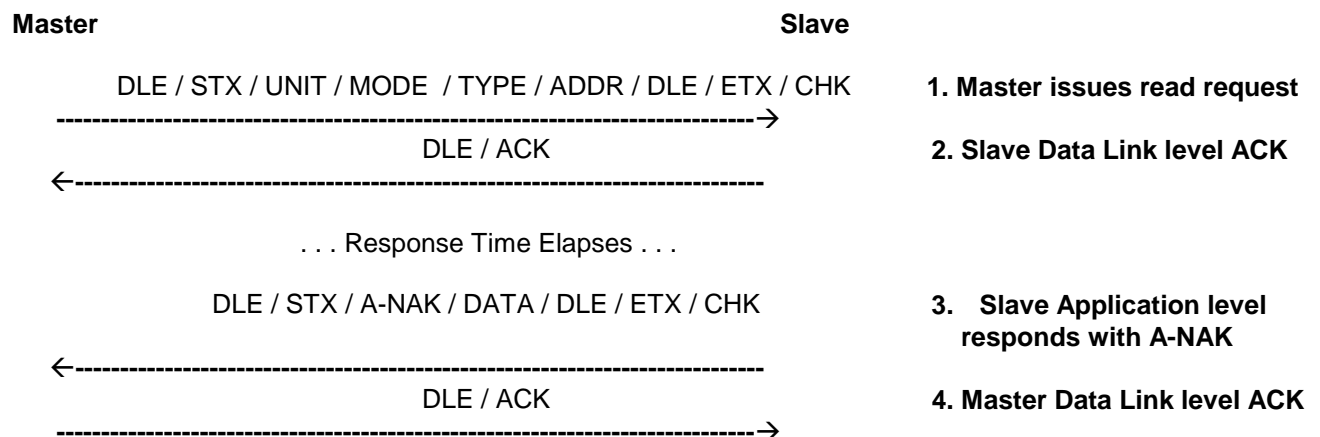 Master Slave
DLE / STX / UNIT / MODE / TYPE / ADDR / DLE / ETX / CHK 1. Master issues read request
DLE / ACK 2. Slave Data Link level ACK
. . . Response Time Elapses . . .
DLE / STX / A-NAK / DATA / DLE / ETX / CHK 3. Slave Application level
responds with A-NAK
DLE / ACK 4. Master Data Link level ACK